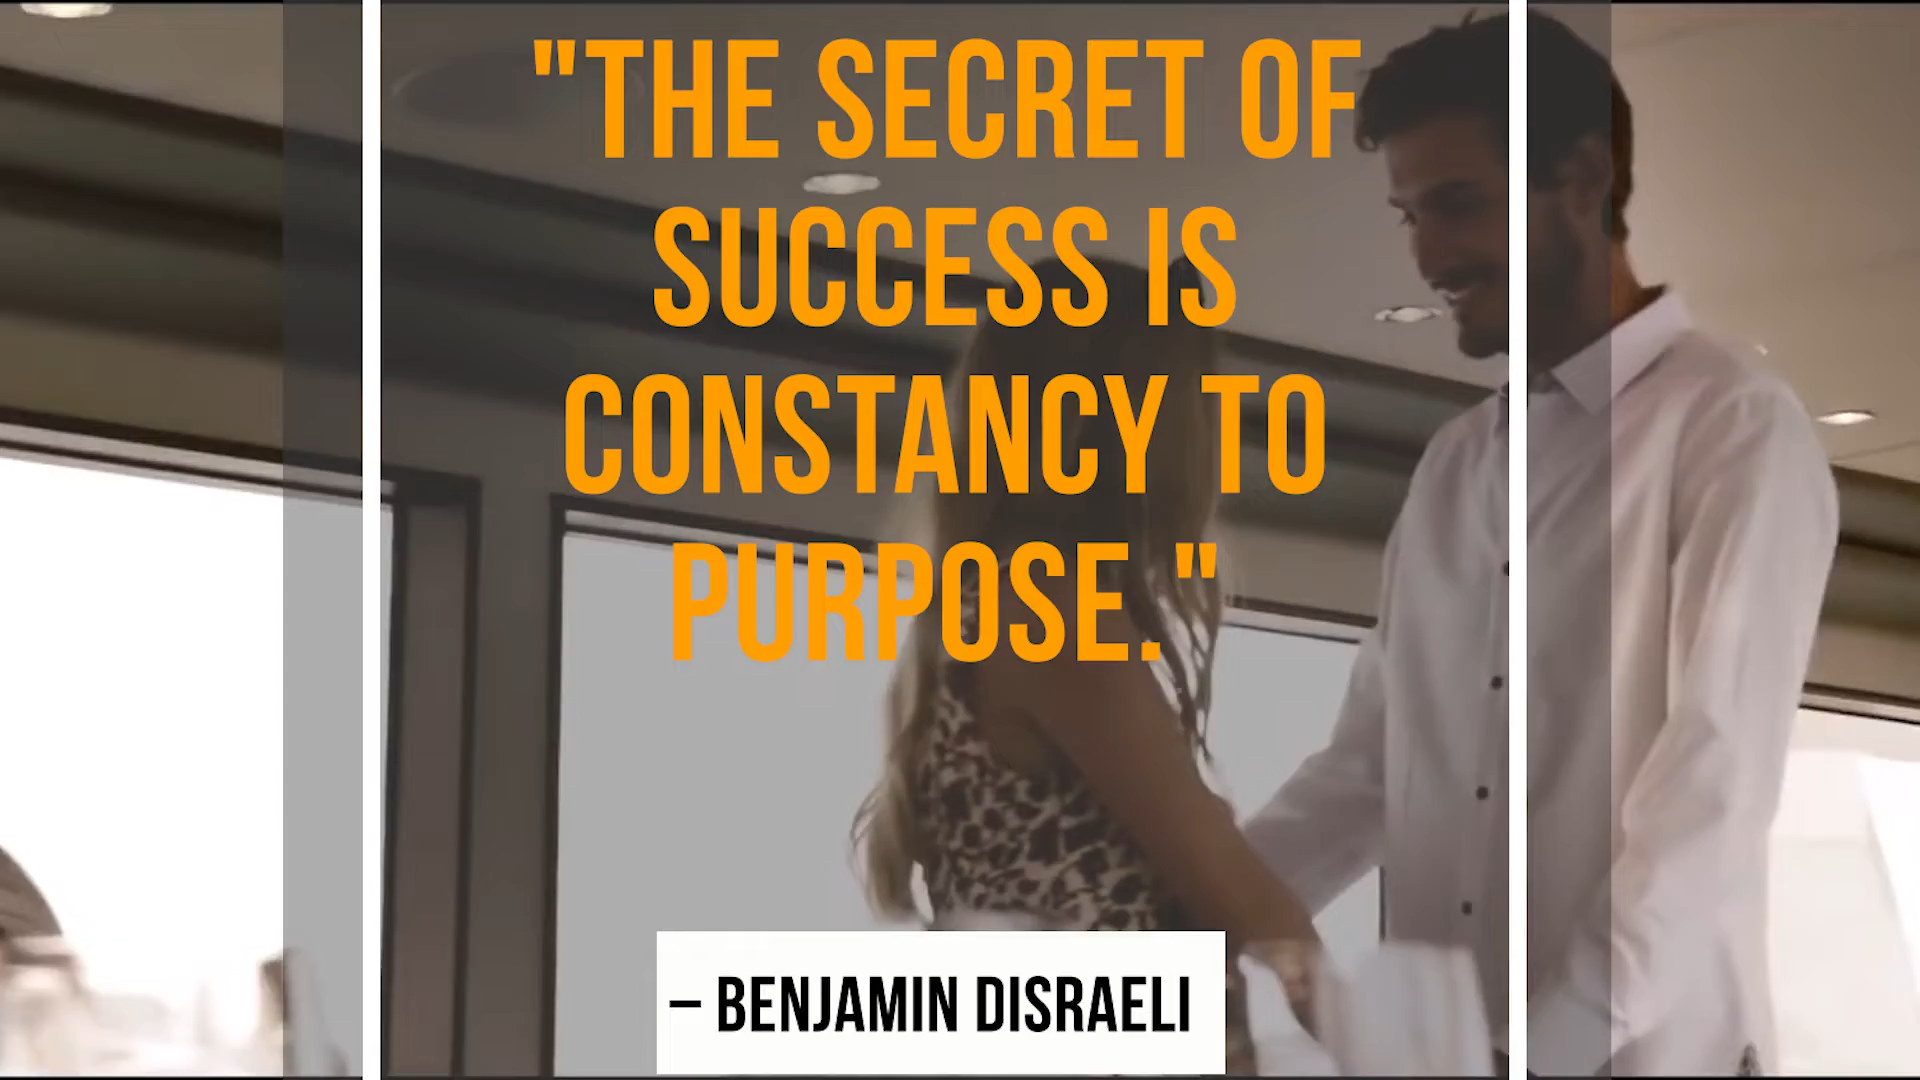 "THE SECRET OF
SUCCESS IS
CONSTANCY TO
PURPOSE."
– BENJAMIN DISRAELI